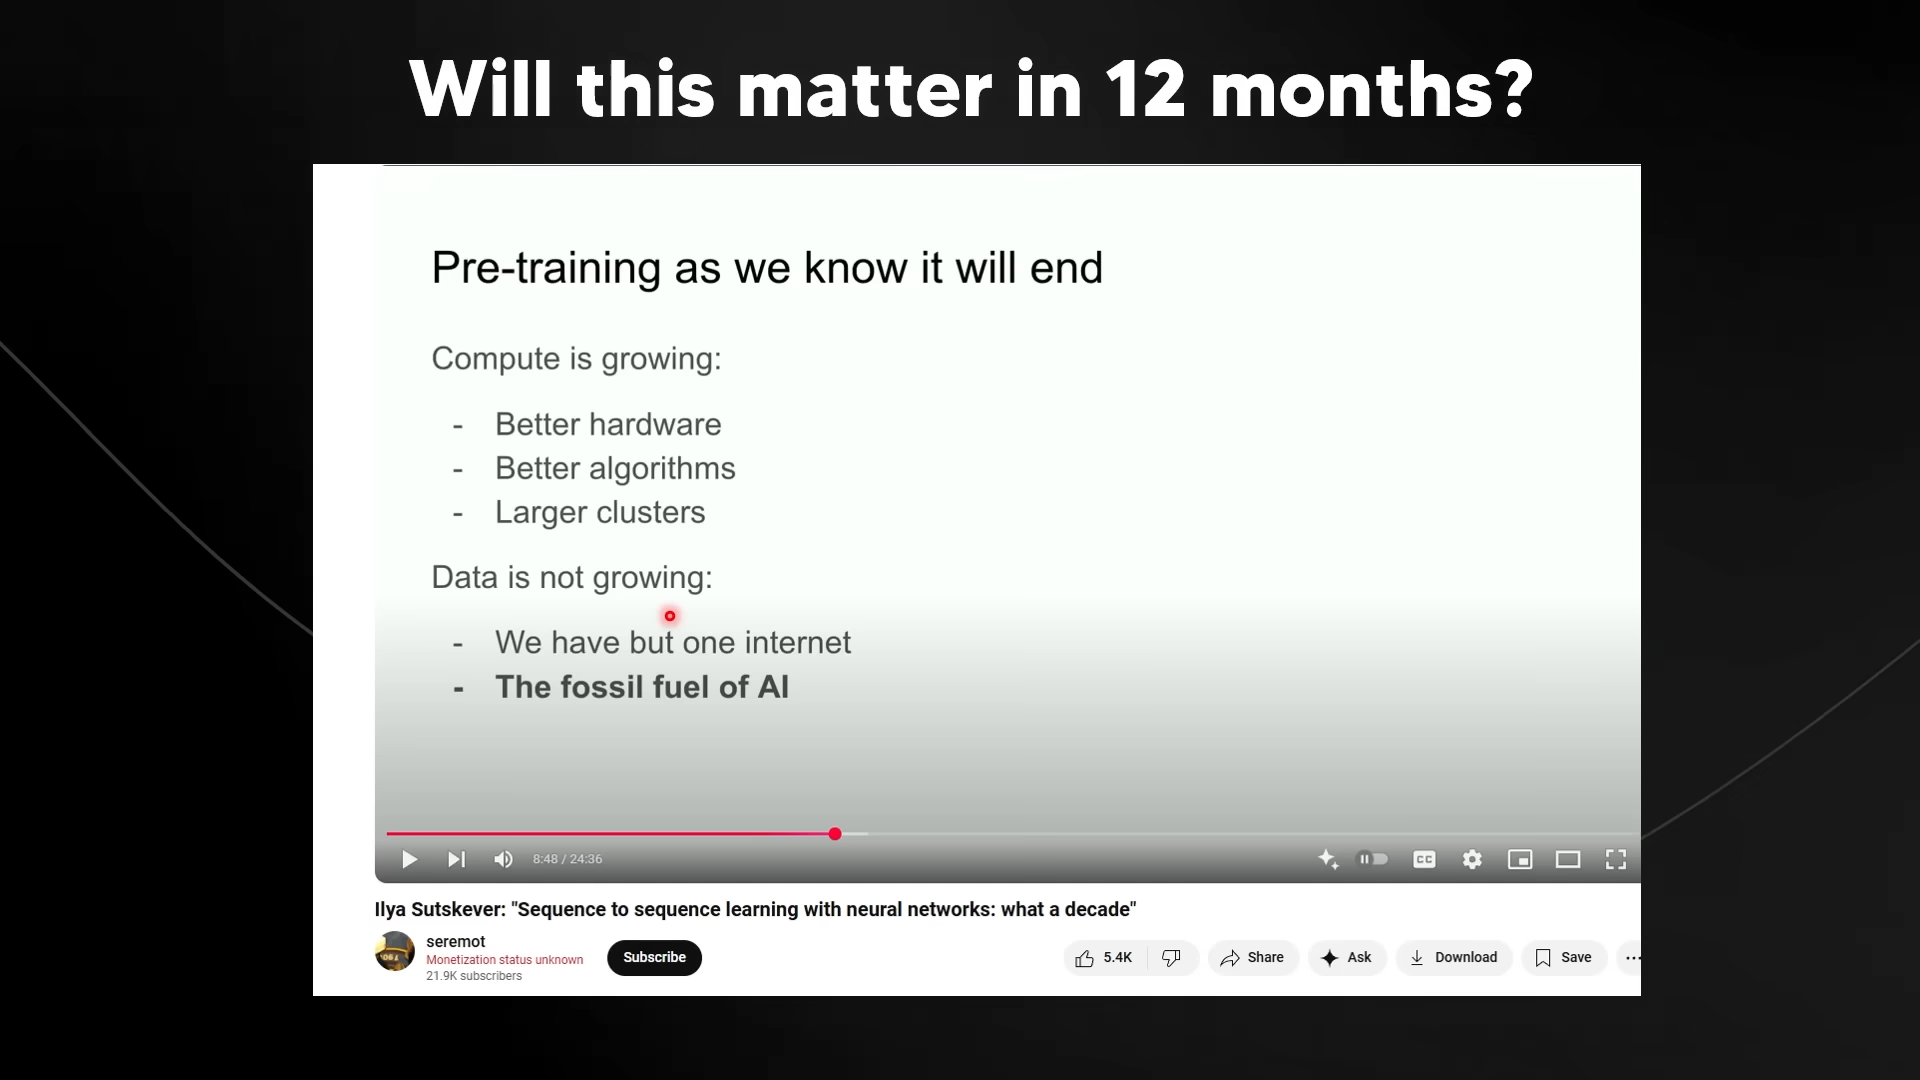 Will this matter in 12 months?
Pre-training as we know it will end
Compute is growing:
- Better hardware
- Better algorithms
- Larger clusters
Data is not growing:
- We have but one internet
- The fossil fuel of AI
8:48 / 24:36
CC
Ilya Sutskever: "Sequence to sequence learning with neural networks: what a decade"
seremot
Monetization status unknown
21.9K subscribers
Subscribe
5.4K
Share
Ask
Download
Save